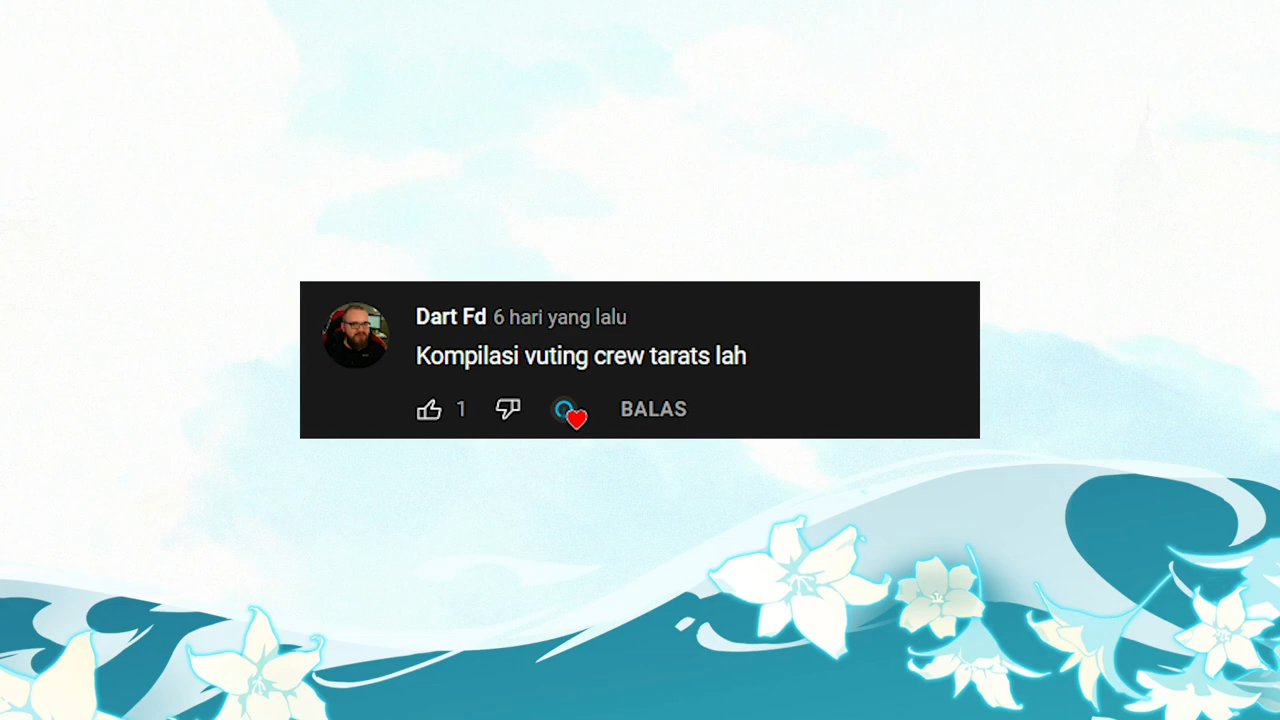 Dart Fd 6 hari yang lalu
Kompilasi vuting crew tarats lah
1 BALAS